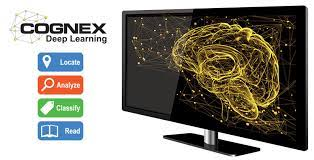 COGNEX
Deep Learning
Locate
Analyze
Classify
Read